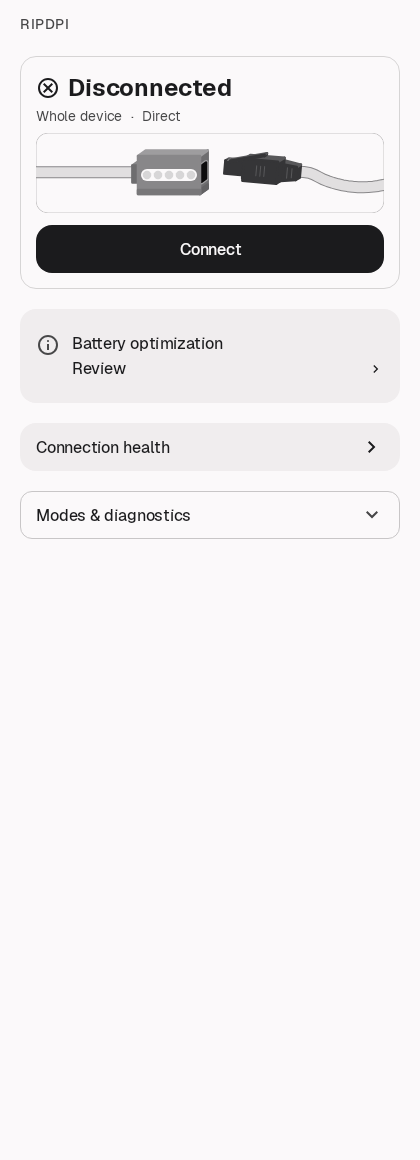 RIPDPI
Disconnected
Whole device · Direct
Connect
Battery optimization
Review
Connection health
Modes & diagnostics